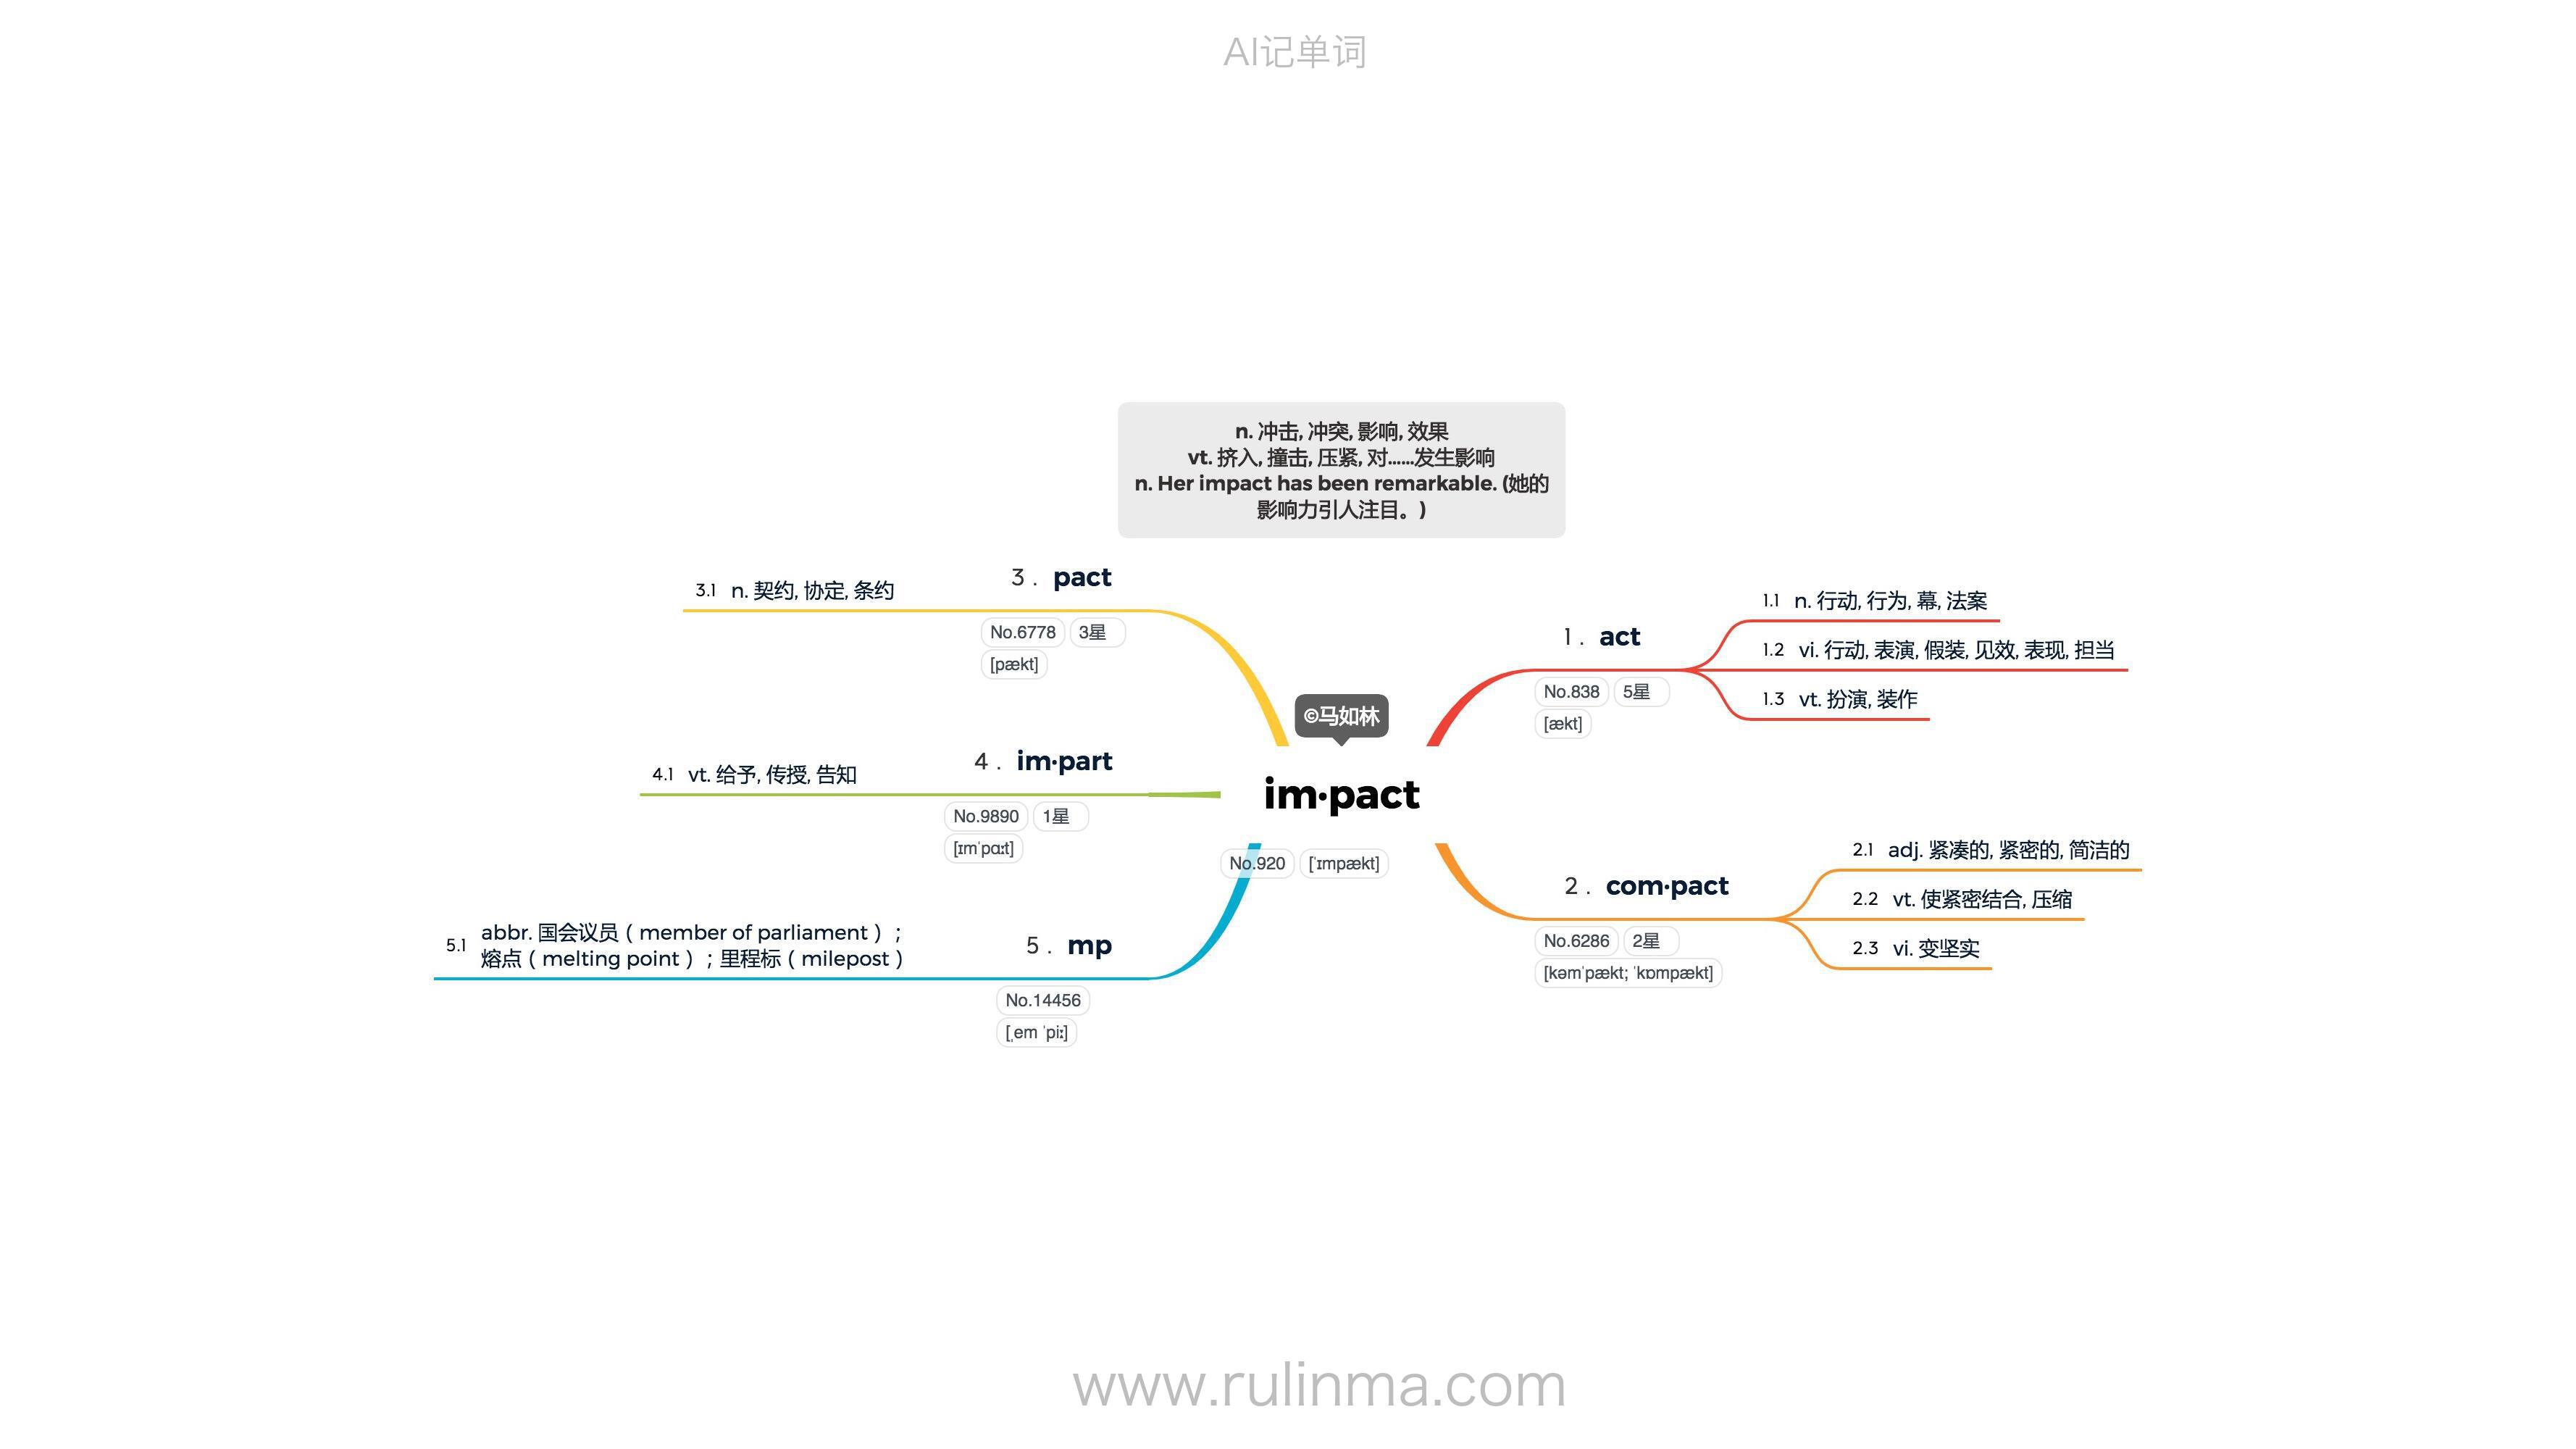 AI记单词
n. 冲击, 冲突, 影响, 效果
vt. 挤入, 撞击, 压紧, 对……发生影响
n. Her impact has been remarkable. (她的
影响力引人注目。)
©马如林
im·pact
No.920 [ˈɪmpækt]
1. act
No.838 5星
[ækt]
1.1 n. 行动, 行为, 幕, 法案
1.2 vi. 行动, 表演, 假装, 见效, 表现, 担当
1.3 vt. 扮演, 装作
2. com·pact
No.6286 2星
[kəmˈpækt; ˈkɒmpækt]
2.1 adj. 紧凑的, 紧密的, 简洁的
2.2 vt. 使紧密结合, 压缩
2.3 vi. 变坚实
3. pact
No.6778 3星
[pækt]
3.1 n. 契约, 协定, 条约
4. im·part
No.9890 1星
[ɪmˈpɑːt]
4.1 vt. 给予, 传授, 告知
5. mp
No.14456
[ˌem ˈpiː]
5.1 abbr. 国会议员（member of parliament）；
熔点（melting point）；里程标（milepost）
www.rulinma.com